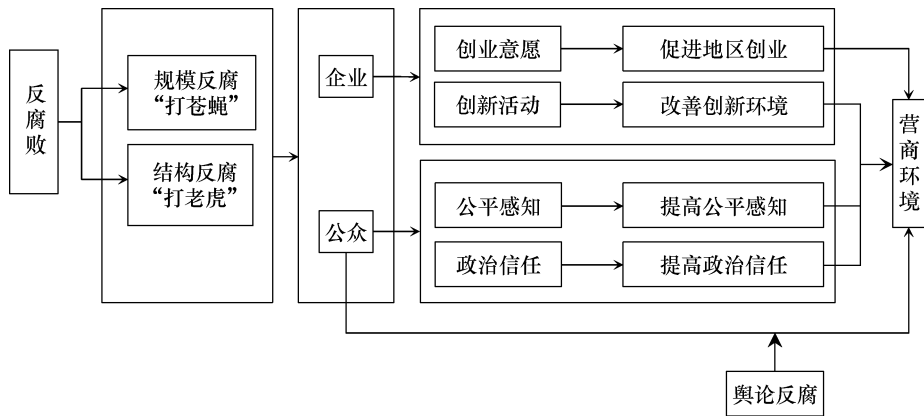 反腐败
规模反腐
“打苍蝇”
结构反腐
“打老虎”
企业
公众
创业意愿
促进地区创业
创新活动
改善创新环境
公平感知
提高公平感知
政治信任
提高政治信任
营商环境
舆论反腐